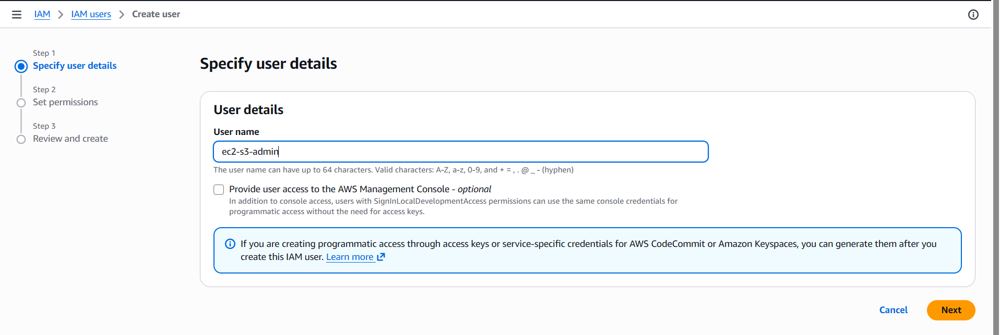 IAM > IAM users > Create user
Step 1
Specify user details
Step 2
Set permissions
Step 3
Review and create
Specify user details
User details
User name
ec2-s3-admin
The user name can have up to 64 characters. Valid characters: A-Z, a-z, 0-9, and + = , . @ _ - (hyphen)
Provide user access to the AWS Management Console - optional
In addition to console access, users with SignInLocalDevelopmentAccess permissions can use the same console credentials for
programmatic access without the need for access keys.
If you are creating programmatic access through access keys or service-specific credentials for AWS CodeCommit or Amazon Keyspaces, you can generate them after you
create this IAM user. Learn more
Cancel
Next